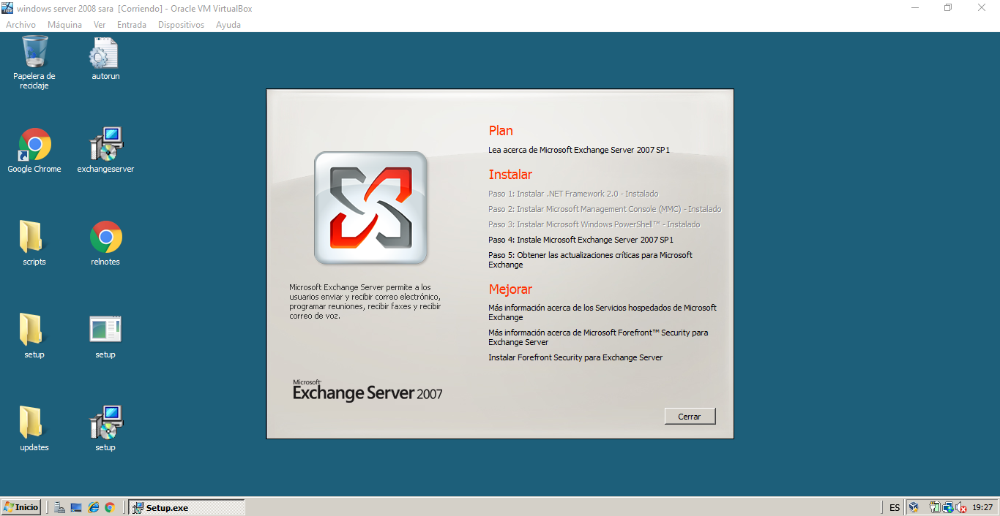 windows server 2008 sara [Corriendo] - Oracle VM VirtualBox
Archivo Máquina Ver Entrada Dispositivos Ayuda
Papelera de
reciclaje
autorun
Google Chrome
exchangeserver
scripts
relnotes
setup
setup
updates
setup
Microsoft Exchange Server permite a los
usuarios enviar y recibir correo electrónico,
programar reuniones, recibir faxes y recibir
correo de voz.
Microsoft
Exchange Server 2007
Plan
Lea acerca de Microsoft Exchange Server 2007 SP1
Instalar
Paso 1: Instalar .NET Framework 2.0 - Instalado
Paso 2: Instalar Microsoft Management Console (MMC) - Instalado
Paso 3: Instalar Microsoft Windows PowerShell™ - Instalado
Paso 4: Instale Microsoft Exchange Server 2007 SP1
Paso 5: Obtener las actualizaciones críticas para Microsoft
Exchange
Mejorar
Más información acerca de los Servicios hospedados de Microsoft
Exchange
Más información acerca de Microsoft Forefront™ Security para
Exchange Server
Instalar Forefront Security para Exchange Server
Cerrar
Inicio
Setup.exe
ES
19:27